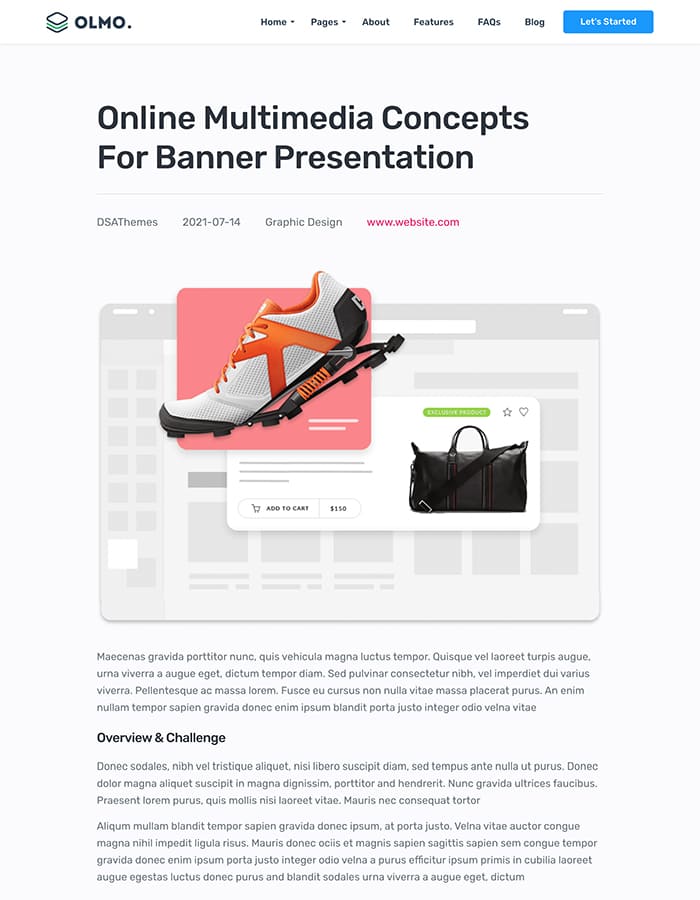 OLMO.
Home Pages About Features FAQs Blog Let's Started
Online Multimedia Concepts
For Banner Presentation
DSAThemes 2021-07-14 Graphic Design www.website.com
EXCLUSIVE PRODUCT
ADD TO CART $150
Maecenas gravida porttitor nunc, quis vehicula magna luctus tempor. Quisque vel laoreet turpis augue,
urna viverra a augue eget, dictum tempor diam. Sed pulvinar consectetur nibh, vel imperdiet dui varius
viverra. Pellentesque ac massa lorem. Fusce eu cursus non nulla vitae massa placerat purus. An enim
nullam tempor sapien gravida donec enim ipsum blandit porta justo integer odio velna vitae
Overview & Challenge
Donec sodales, nibh vel tristique aliquet, nisi libero suscipit diam, sed tempus ante nulla ut purus. Donec
dolor magna aliquet suscipit in magna dignissim, porttitor and hendrerit. Nunc gravida ultrices faucibus.
Praesent lorem purus, quis mollis nisi laoreet vitae. Mauris nec consequat tortor
Aliqum mullam blandit tempor sapien gravida donec ipsum, at porta justo. Velna vitae auctor congue
magna nihil impedit ligula risus. Mauris donec ociis et magnis sapien sagittis sapien sem congue tempor
gravida donec enim ipsum porta justo integer odio velna a purus efficitur ipsum primis in cubilia laoreet
augue egestas luctus donec purus and blandit sodales urna viverra a augue eget, dictum